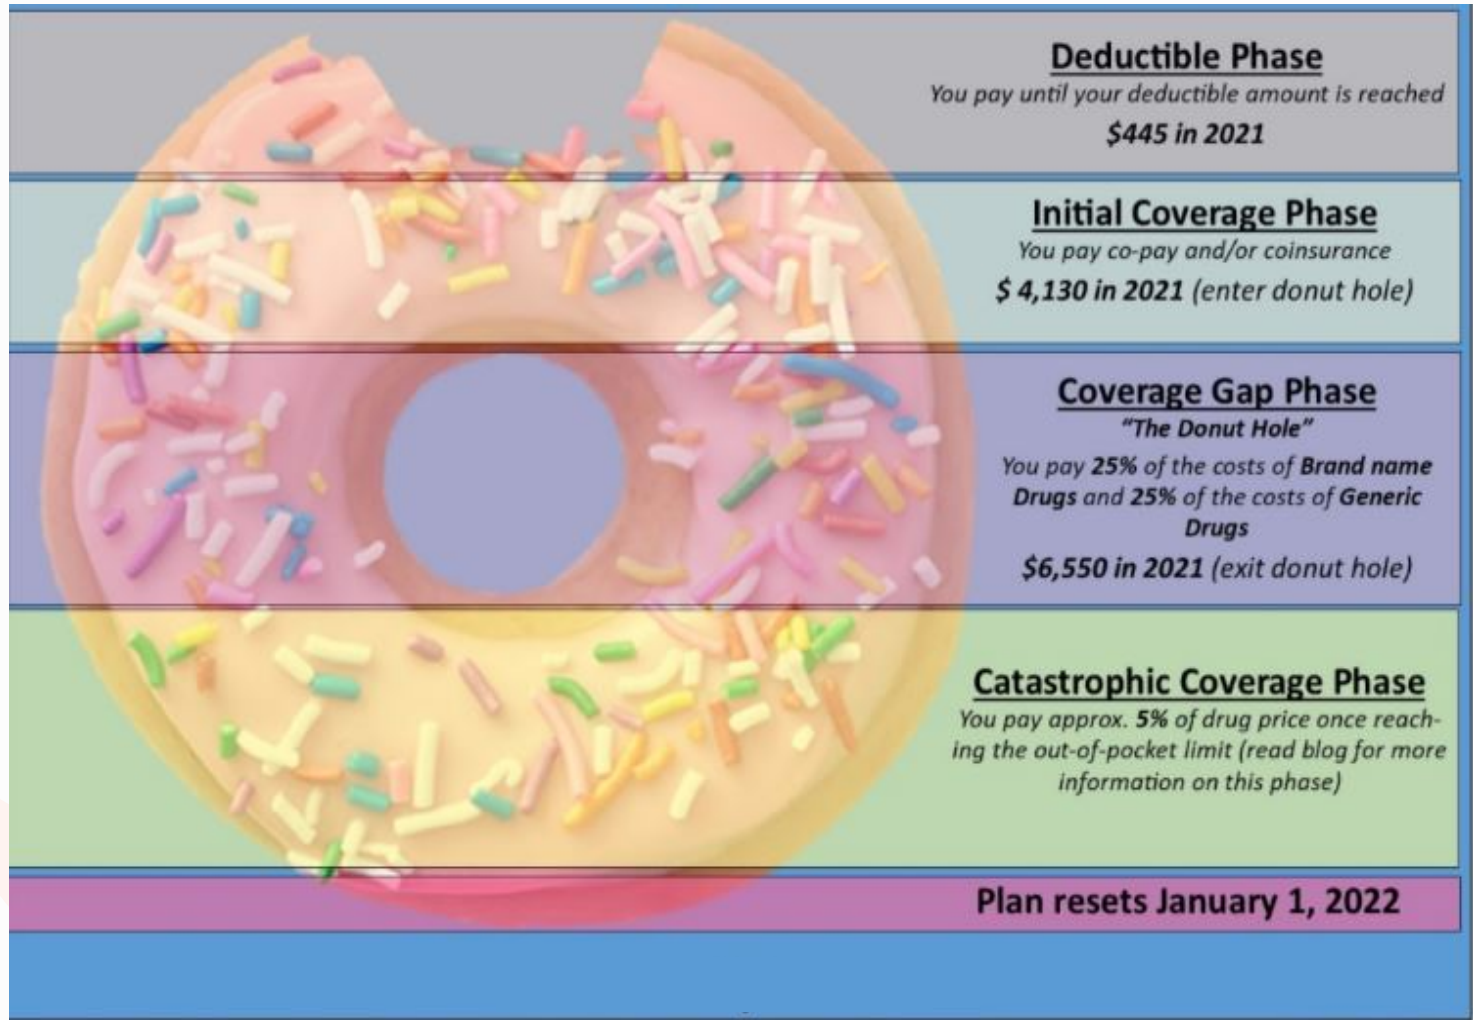 Deductible Phase
You pay until your deductible amount is reached
$445 in 2021
Initial Coverage Phase
You pay co-pay and/or coinsurance
$ 4,130 in 2021 (enter donut hole)
Coverage Gap Phase
“The Donut Hole”
You pay 25% of the costs of Brand name
Drugs and 25% of the costs of Generic
Drugs
$6,550 in 2021 (exit donut hole)
Catastrophic Coverage Phase
You pay approx. 5% of drug price once reach-
ing the out-of-pocket limit (read blog for more
information on this phase)
Plan resets January 1, 2022